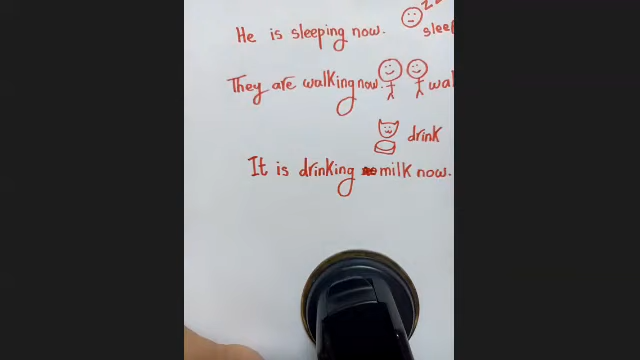 He is sleeping now.
They are walking now.
drink
It is drinking milk now.